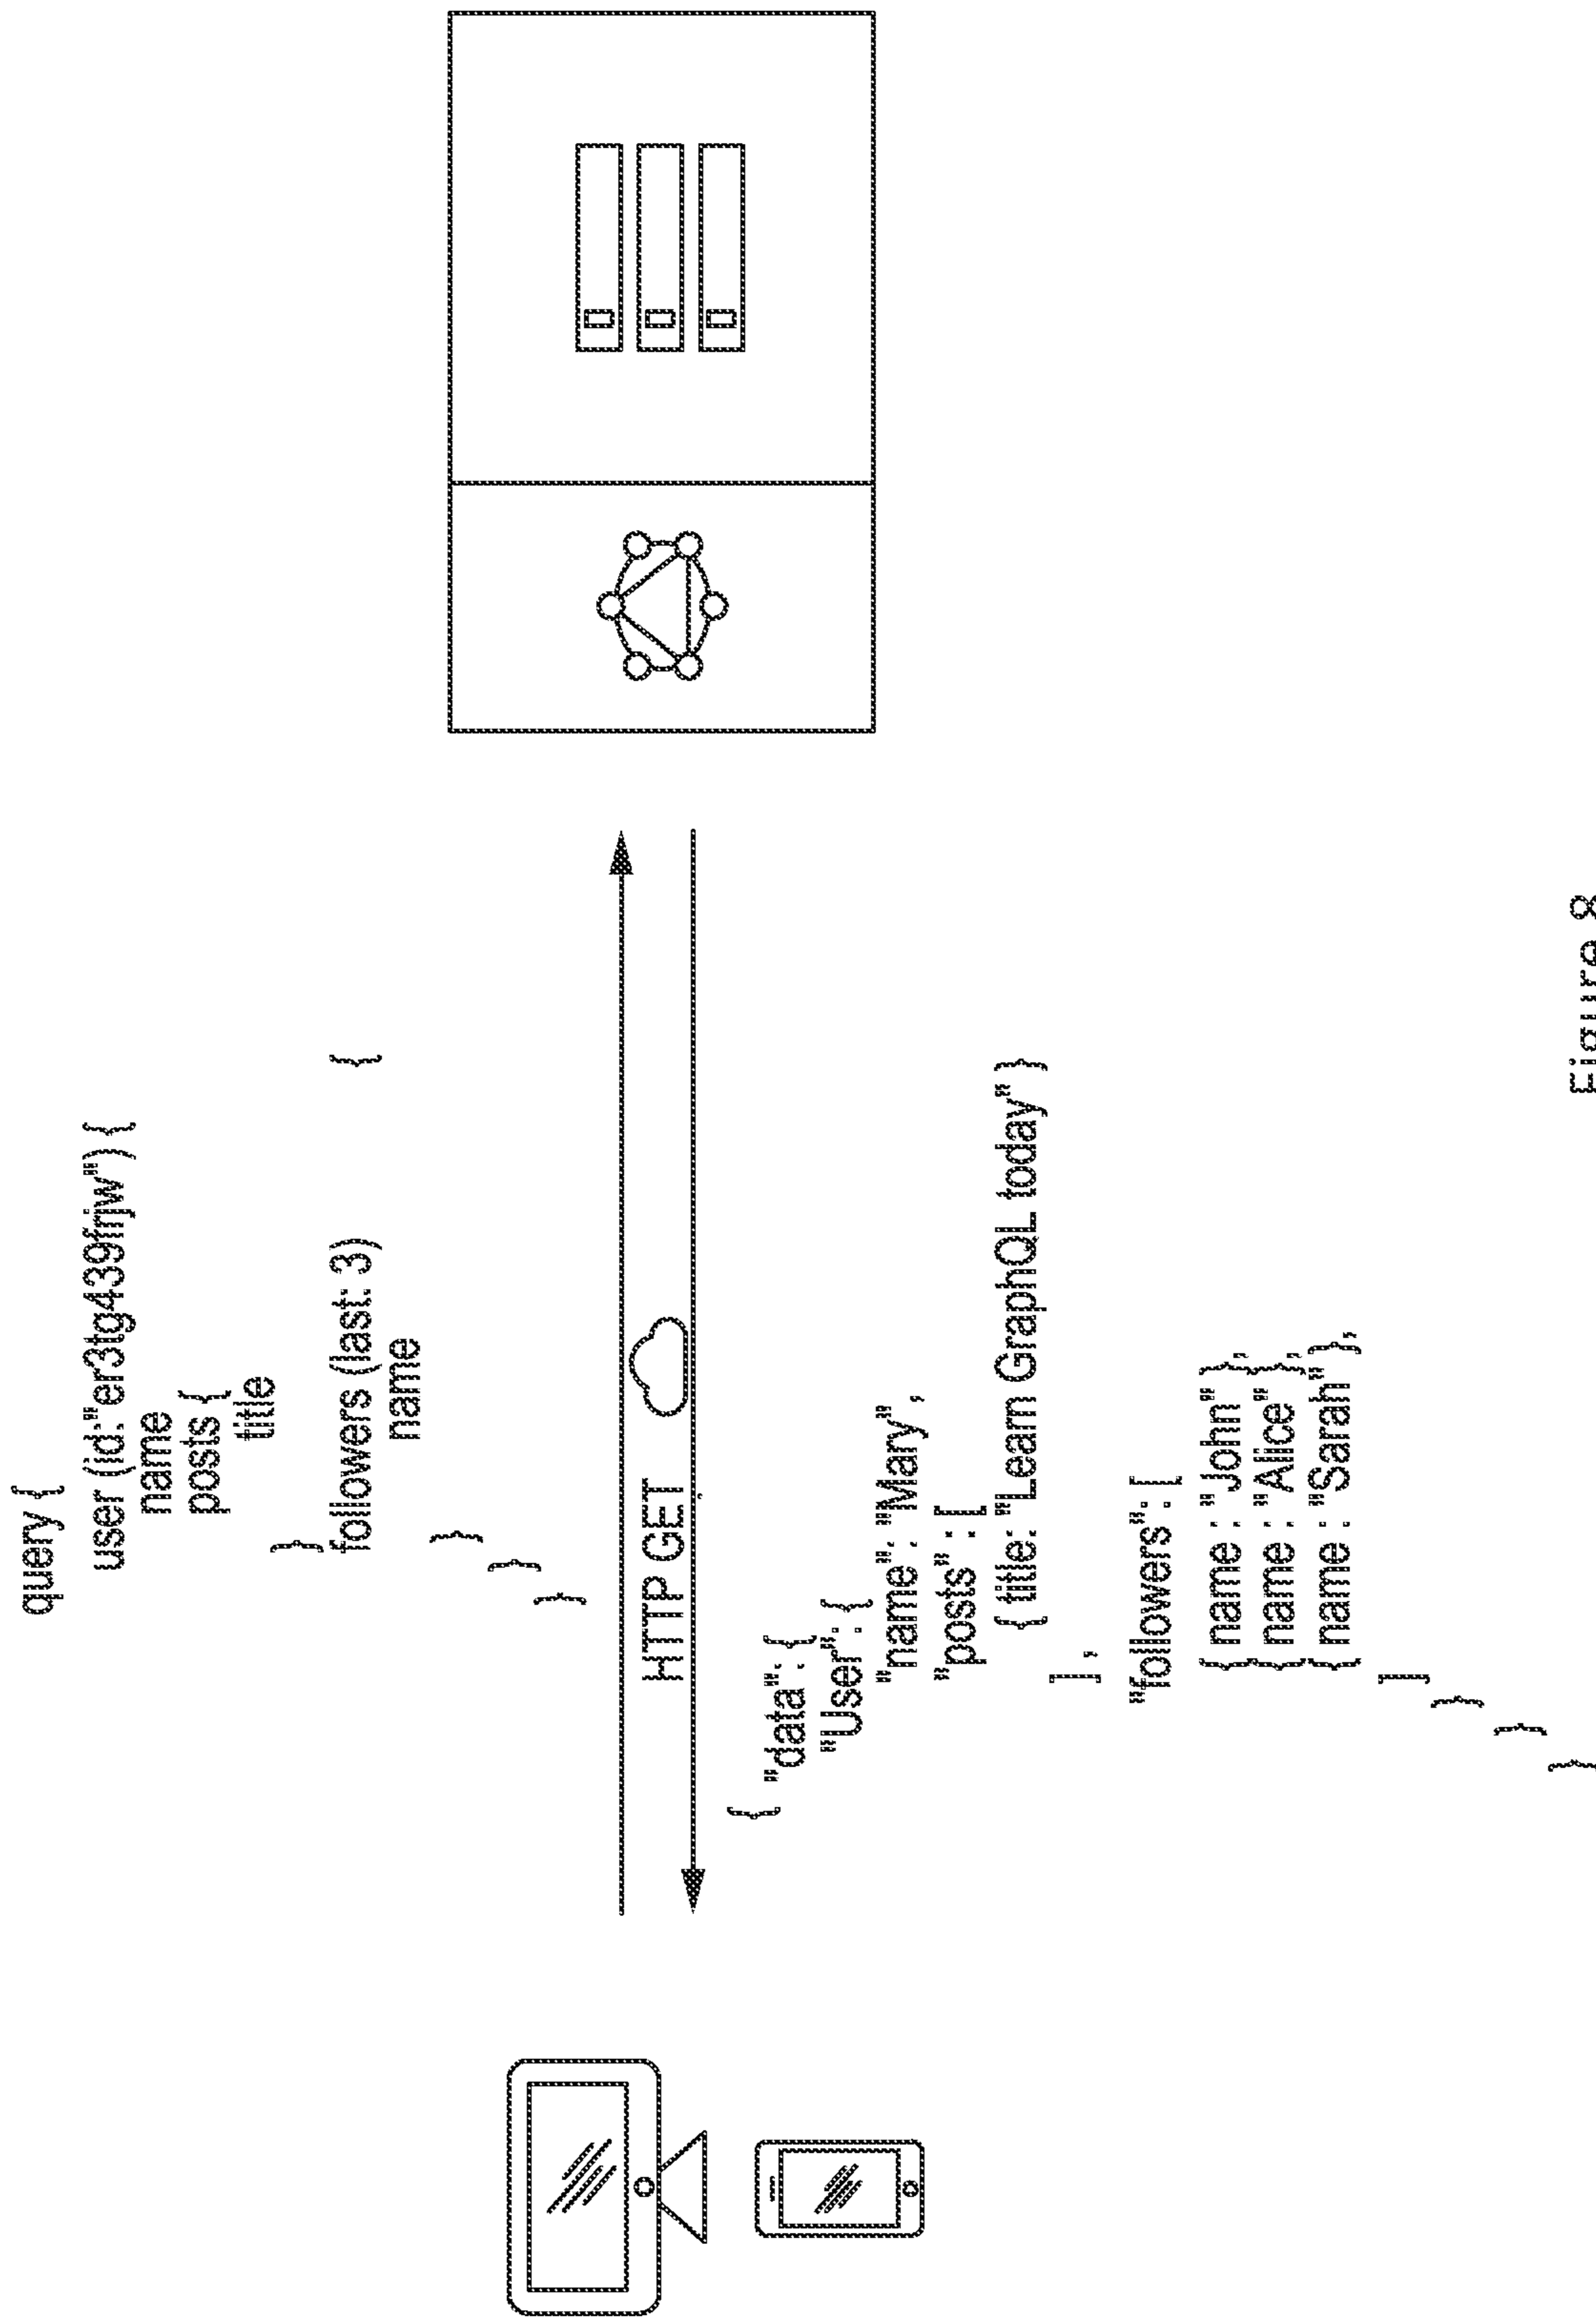 query {
user (id:"er3tg439frjw") {
name
posts {
title
}
followers (last: 3) {
name
}
}
}
HTTP GET
{
"data": {
"User": {
"name": "Mary",
"posts" : [
{ title: "Learn GraphQL today" }
] ,
"followers": [
{ name : "John" },
{ name : "Alice" },
{ name : "Sarah" },
]
}
}
}
Figure 8